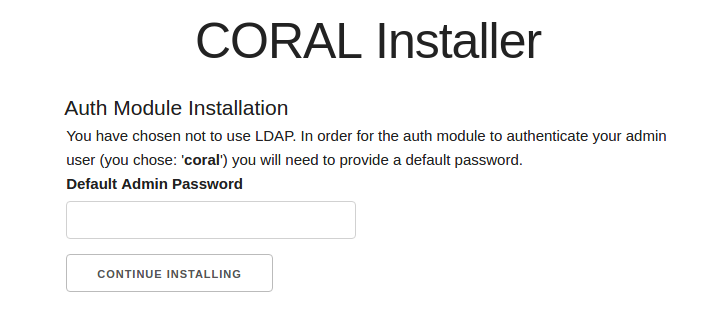 CORAL Installer
Auth Module Installation
You have chosen not to use LDAP. In order for the auth module to authenticate your admin
user (you chose: 'coral') you will need to provide a default password.
Default Admin Password
CONTINUE INSTALLING